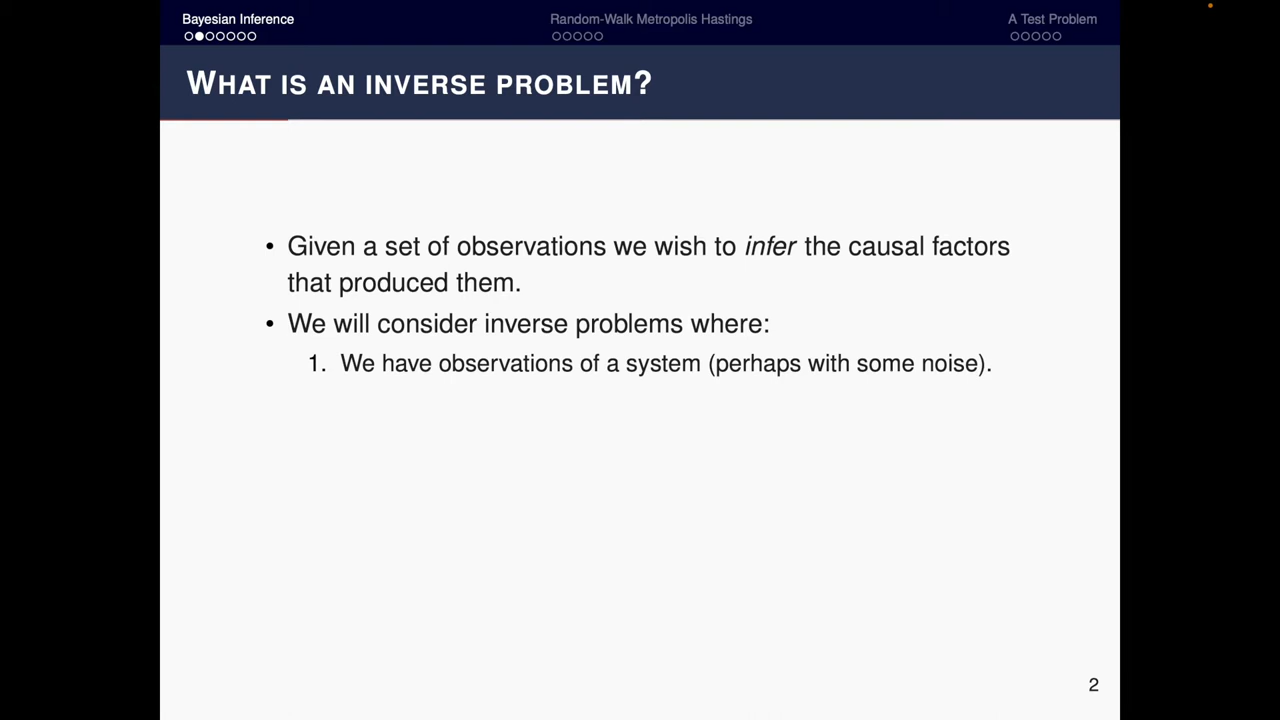 Bayesian Inference
Random-Walk Metropolis Hastings
A Test Problem
WHAT IS AN INVERSE PROBLEM?
• Given a set of observations we wish to infer the causal factors
that produced them.
• We will consider inverse problems where:
1. We have observations of a system (perhaps with some noise).
2